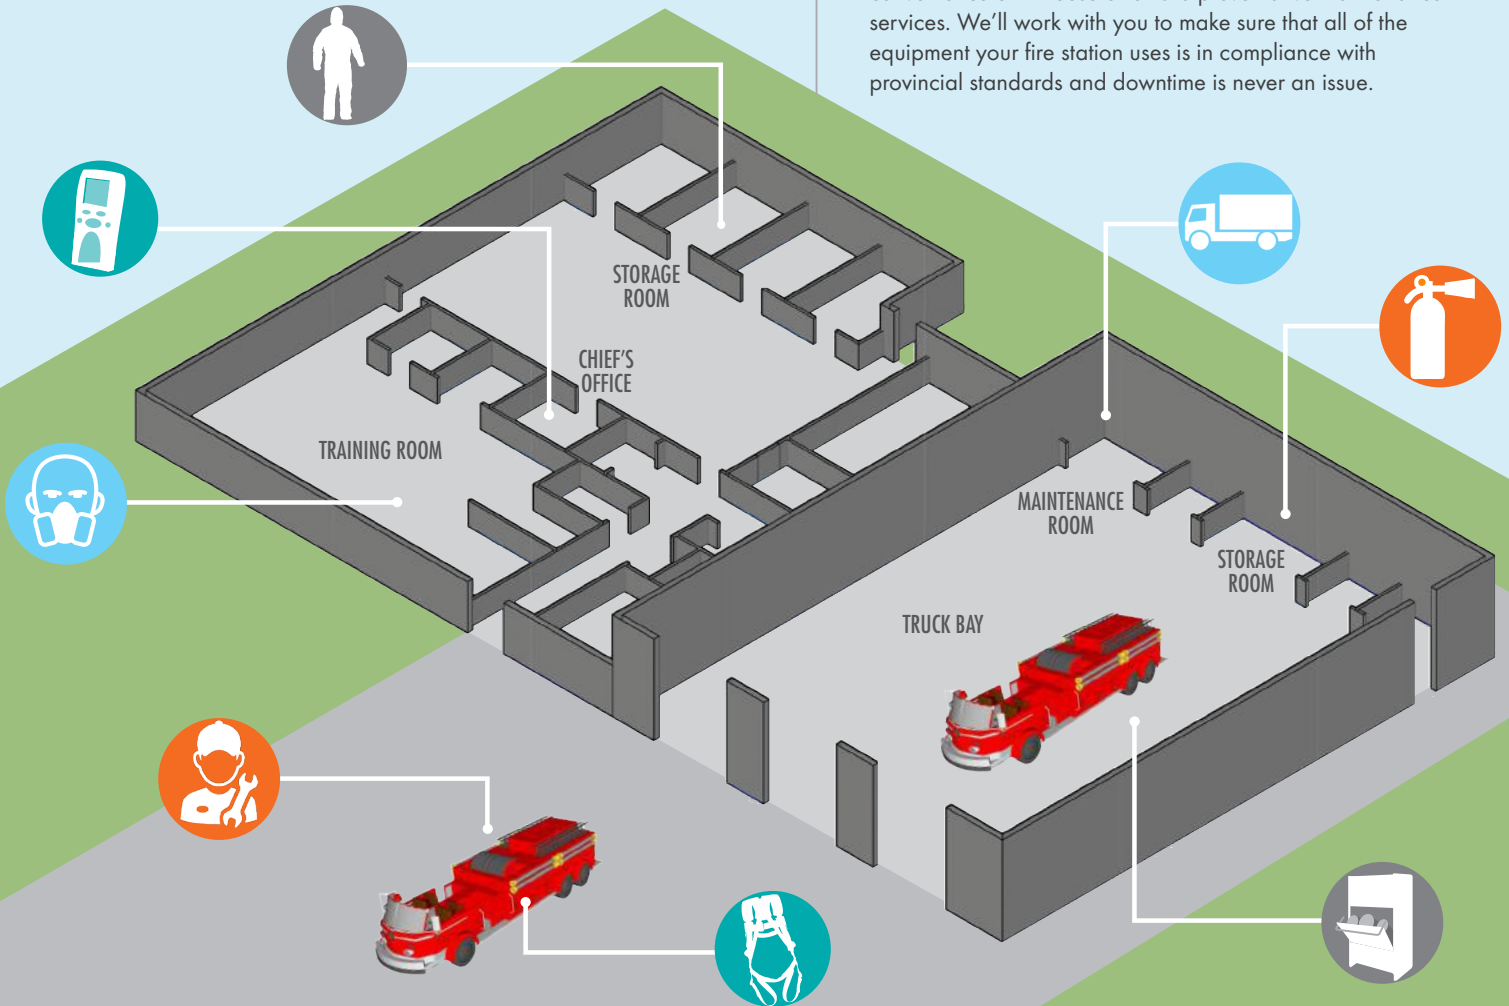 services. We’ll work with you to make sure that all of the
equipment your fire station uses is in compliance with
provincial standards and downtime is never an issue.
STORAGE
ROOM
CHIEF'S
OFFICE
TRAINING ROOM
MAINTENANCE
ROOM
STORAGE
ROOM
TRUCK BAY